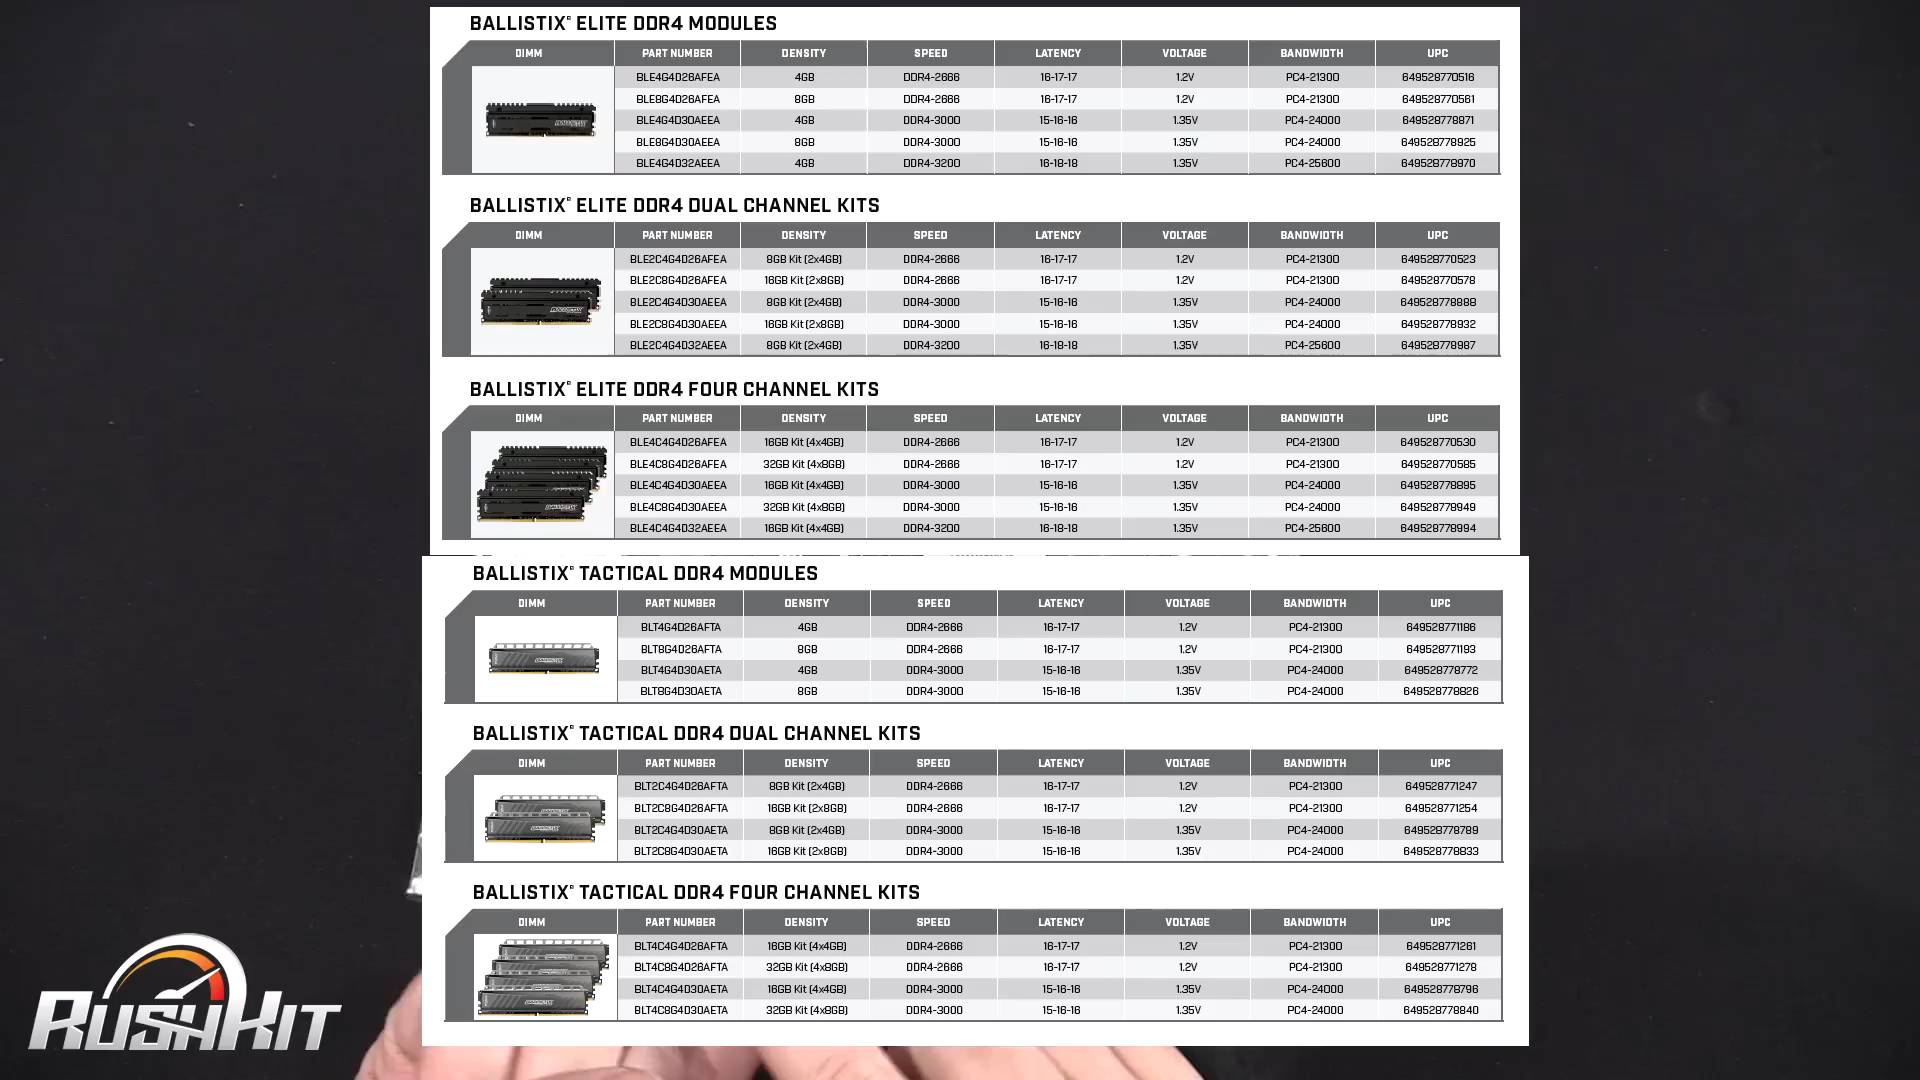 BALLISTIX® ELITE DDR4 MODULES
DIMM PART NUMBER DENSITY SPEED LATENCY VOLTAGE BANDWIDTH UPC
BLE4G4D26AFEA 4GB DDR4-2666 16-17-17 1.2V PC4-21300 649528770516
BLE8G4D26AFEA 8GB DDR4-2666 16-17-17 1.2V PC4-21300 649528770561
BLE4G4D30AEEA 4GB DDR4-3000 15-16-16 1.35V PC4-24000 649528778871
BLE8G4D30AEEA 8GB DDR4-3000 15-16-16 1.35V PC4-24000 649528778925
BLE4G4D32AEEA 4GB DDR4-3200 16-18-18 1.35V PC4-25600 649528778970
BALLISTIX® ELITE DDR4 DUAL CHANNEL KITS
DIMM PART NUMBER DENSITY SPEED LATENCY VOLTAGE BANDWIDTH UPC
BLE2C4G4D26AFEA 8GB Kit (2x4GB) DDR4-2666 16-17-17 1.2V PC4-21300 649528770523
BLE2C8G4D26AFEA 16GB Kit (2x8GB) DDR4-2666 16-17-17 1.2V PC4-21300 649528770578
BLE2C4G4D30AEEA 8GB Kit (2x4GB) DDR4-3000 15-16-16 1.35V PC4-24000 649528778888
BLE2C8G4D30AEEA 16GB Kit (2x8GB) DDR4-3000 15-16-16 1.35V PC4-24000 649528778932
BLE2C4G4D32AEEA 8GB Kit (2x4GB) DDR4-3200 16-18-18 1.35V PC4-25600 649528778987
BALLISTIX® ELITE DDR4 FOUR CHANNEL KITS
DIMM PART NUMBER DENSITY SPEED LATENCY VOLTAGE BANDWIDTH UPC
BLE4C4G4D26AFEA 16GB Kit (4x4GB) DDR4-2666 16-17-17 1.2V PC4-21300 649528770530
BLE4C8G4D26AFEA 32GB Kit (4x8GB) DDR4-2666 16-17-17 1.2V PC4-21300 649528770585
BLE4C4G4D30AEEA 16GB Kit (4x4GB) DDR4-3000 15-16-16 1.35V PC4-24000 649528778895
BLE4C8G4D30AEEA 32GB Kit (4x8GB) DDR4-3000 15-16-16 1.35V PC4-24000 649528778949
BLE4C4G4D32AEEA 16GB Kit (4x4GB) DDR4-3200 16-18-18 1.35V PC4-25600 649528778994
BALLISTIX® TACTICAL DDR4 MODULES
DIMM PART NUMBER DENSITY SPEED LATENCY VOLTAGE BANDWIDTH UPC
BLT4G4D26AFTA 4GB DDR4-2666 16-17-17 1.2V PC4-21300 649528771186
BLT8G4D26AFTA 8GB DDR4-2666 16-17-17 1.2V PC4-21300 649528771193
BLT4G4D30AETA 4GB DDR4-3000 15-16-16 1.35V PC4-24000 649528778772
BLT8G4D30AETA 8GB DDR4-3000 15-16-16 1.35V PC4-24000 649528778826
BALLISTIX® TACTICAL DDR4 DUAL CHANNEL KITS
DIMM PART NUMBER DENSITY SPEED LATENCY VOLTAGE BANDWIDTH UPC
BLT2C4G4D26AFTA 8GB Kit (2x4GB) DDR4-2666 16-17-17 1.2V PC4-21300 649528771247
BLT2C8G4D26AFTA 16GB Kit (2x8GB) DDR4-2666 16-17-17 1.2V PC4-21300 649528771254
BLT2C4G4D30AETA 8GB Kit (2x4GB) DDR4-3000 15-16-16 1.35V PC4-24000 649528778789
BLT2C8G4D30AETA 16GB Kit (2x8GB) DDR4-3000 15-16-16 1.35V PC4-24000 649528778833
BALLISTIX® TACTICAL DDR4 FOUR CHANNEL KITS
DIMM PART NUMBER DENSITY SPEED LATENCY VOLTAGE BANDWIDTH UPC
BLT4C4G4D26AFTA 16GB Kit (4x4GB) DDR4-2666 16-17-17 1.2V PC4-21300 649528771261
BLT4C8G4D26AFTA 32GB Kit (4x8GB) DDR4-2666 16-17-17 1.2V PC4-21300 649528771278
BLT4C4G4D30AETA 16GB Kit (4x4GB) DDR4-3000 15-16-16 1.35V PC4-24000 649528778796
BLT4C8G4D30AETA 32GB Kit (4x8GB) DDR4-3000 15-16-16 1.35V PC4-24000 649528778840
RUSHKIT